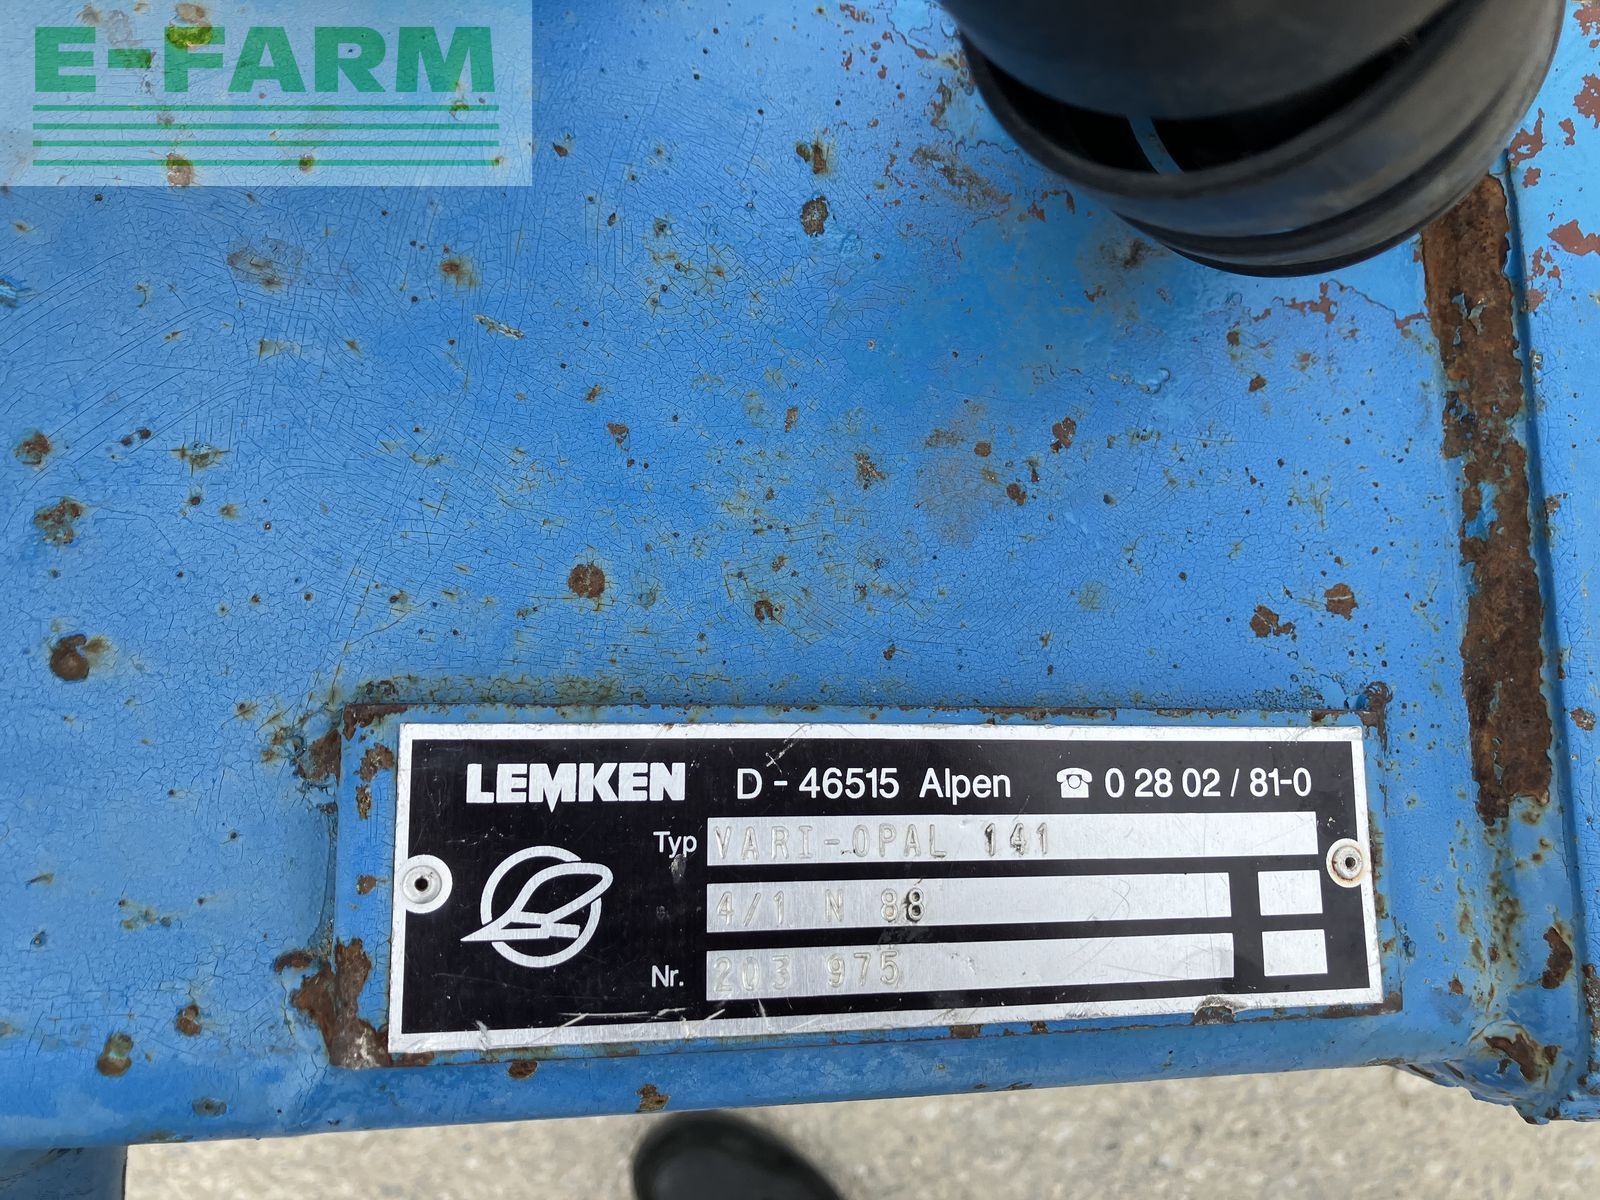 E-FARM
LEMKEN D - 46515 Alpen ☎ 0 28 02 / 81-0
Typ VARI-OPAL 141
4/1 N 88
Nr. 203 975